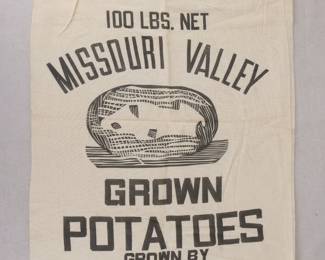 100 LBS. NET
MISSOURI VALLEY
GROWN
POTATOES
GROWN BY